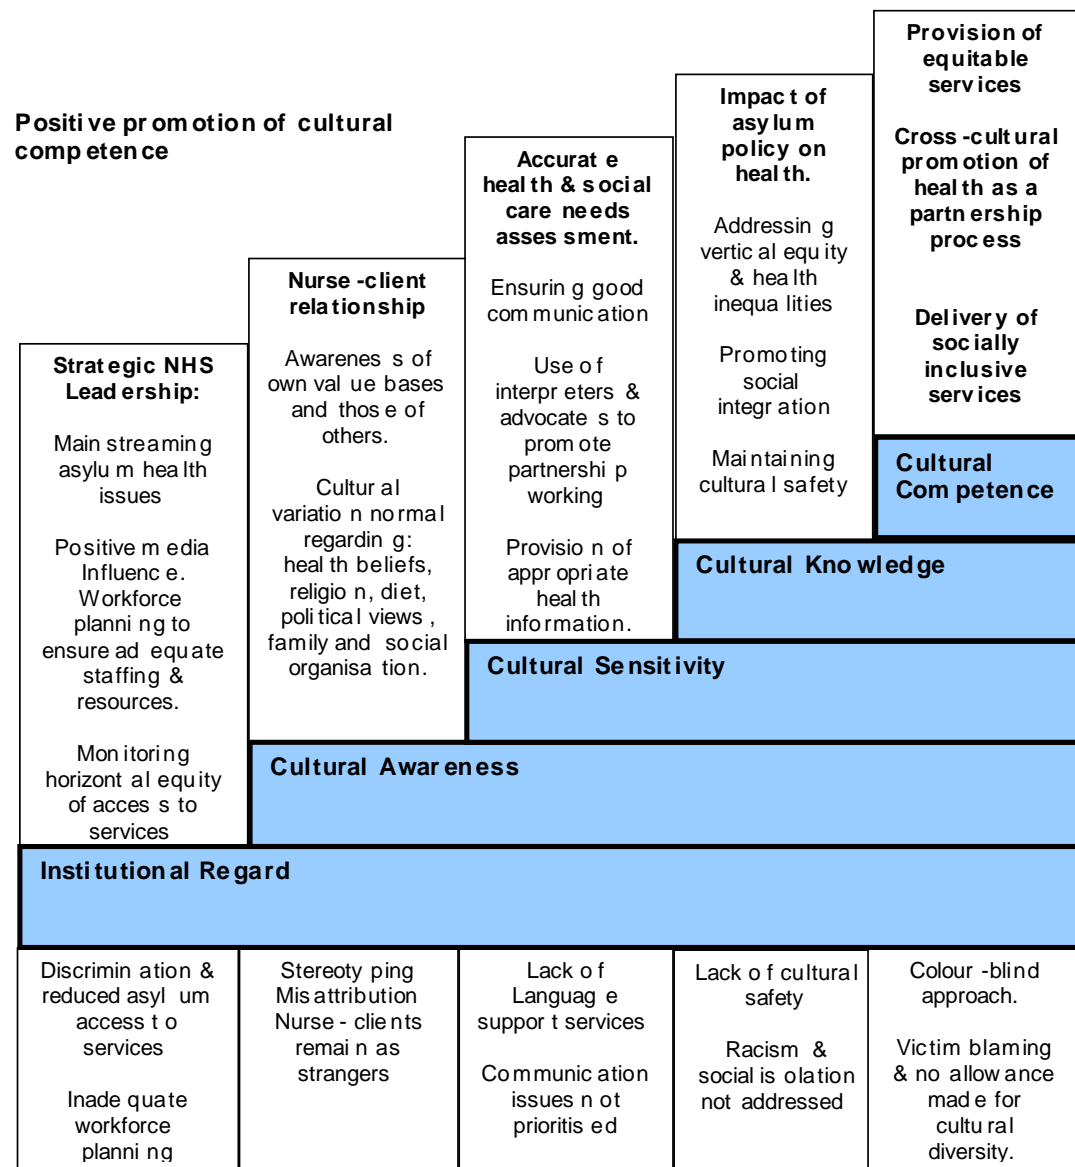 Positive promotion of cultural
competence
Strategic NHS
Leadership:
Main streaming
asylum health
issues
Positive media
Influence.
Workforce
planning to
ensure adequate
staffing &
resources.
Monitoring
horizontal equity
of access to
services
Nurse-client
relationship
Awareness of
own value bases
and those of
others.
Cultural
variation normal
regarding:
health beliefs,
religion, diet,
political views,
family and social
organisation.
Accurate
health & social
care needs
assessment.
Ensuring good
communication
Use of
interpreters &
advocates to
promote
partnership
working
Provision of
appropriate
health
information.
Impact of
asylum
policy on
health.
Addressing
vertical equity
& health
inequalities
Promoting
social
integration
Maintaining
cultural safety
Provision of
equitable
services
Cross-cultural
promotion of
health as a
partnership
process
Delivery of
socially
inclusive
services
Cultural
Competence
Cultural Knowledge
Cultural Sensitivity
Cultural Awareness
Institutional Regard
Discrimination &
reduced asylum
access to
services
Inadequate
workforce
planning
Stereotyping
Misattribution
Nurse - clients
remain as
strangers
Lack of
Language
support services
Communication
issues not
prioritised
Lack of cultural
safety
Racism &
social isolation
not addressed
Colour-blind
approach.
Victim blaming
& no allowance
made for
cultural
diversity.